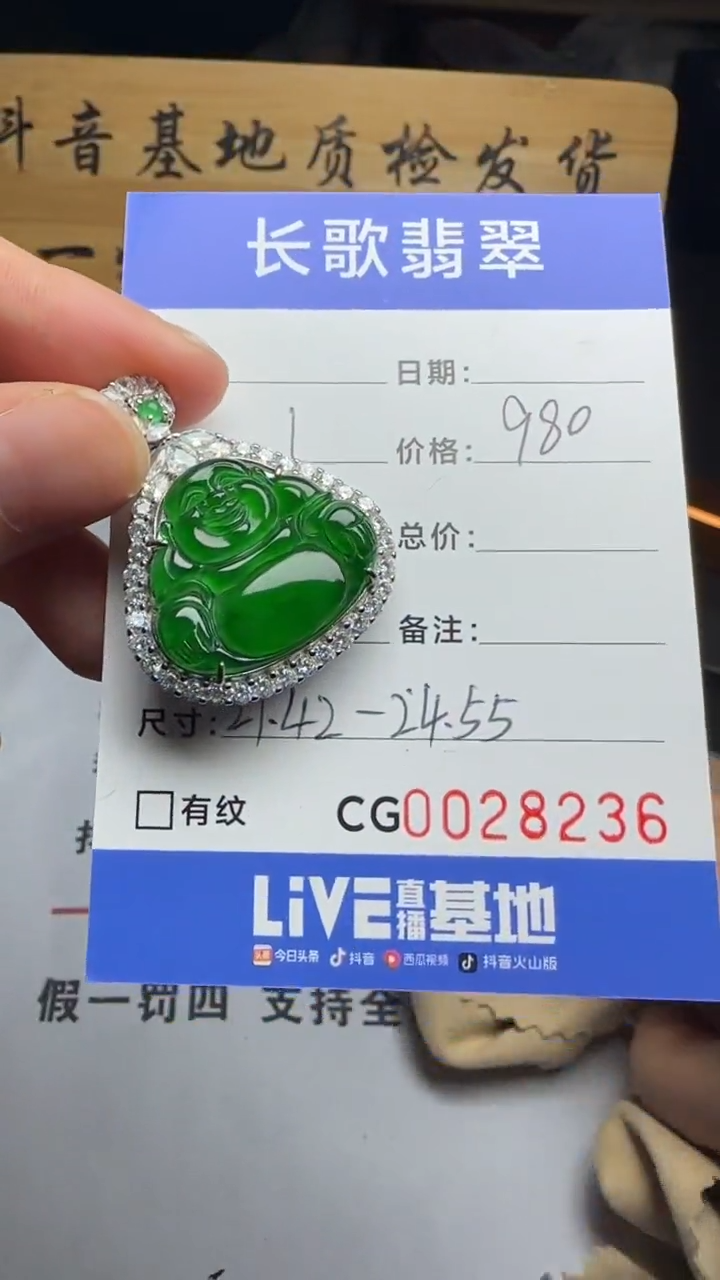 抖音基地质检发货
长歌翡翠
日期:
1
价格: 980
总价:
备注:
尺寸: 21.42-24.55
有纹 CG0028236
LiVE直播基地
今日头条 抖音 西瓜视频 抖音火山版
假一罚四 支持全